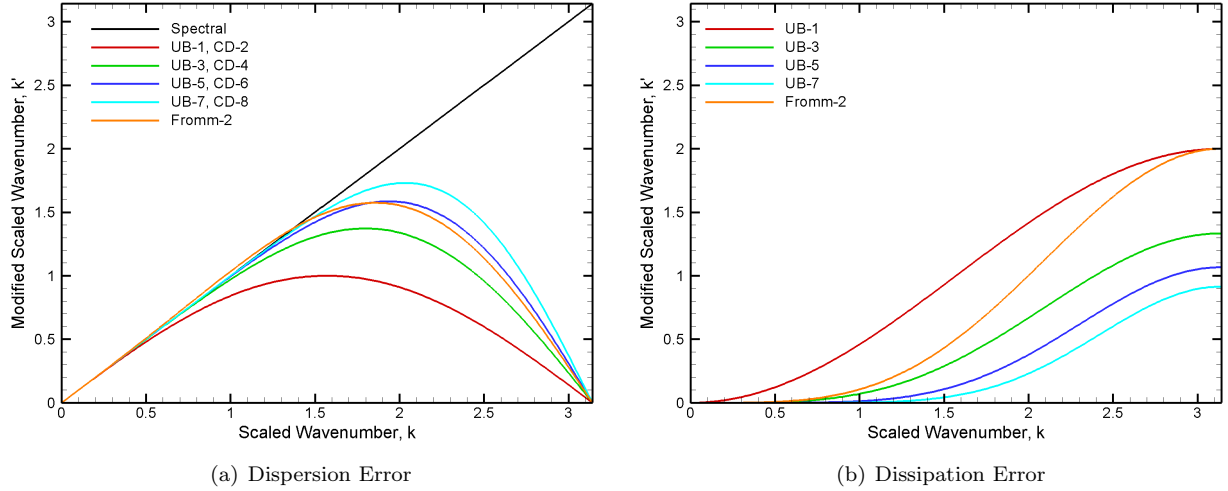 Modified Scaled Wavenumber, k'
3
2.5
2
1.5
1
0.5
0
Spectral
UB-1, CD-2
UB-3, CD-4
UB-5, CD-6
UB-7, CD-8
Fromm-2
0 0.5 1 1.5 2 2.5 3
Scaled Wavenumber, k
(a) Dispersion Error
Modified Scaled Wavenumber, k'
3
2.5
2
1.5
1
0.5
0
UB-1
UB-3
UB-5
UB-7
Fromm-2
0 0.5 1 1.5 2 2.5 3
Scaled Wavenumber, k
(b) Dissipation Error